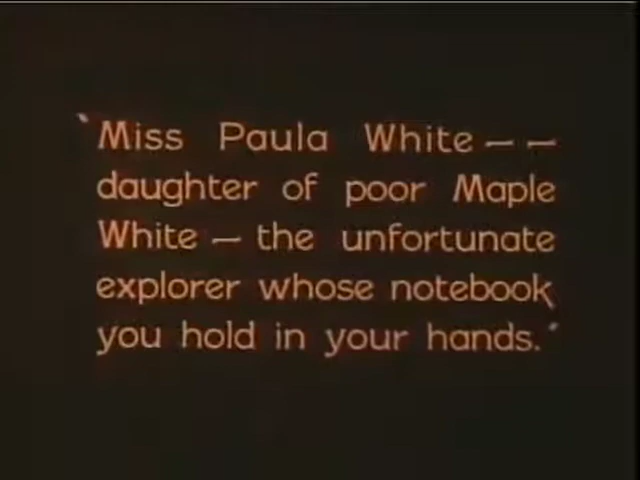 "Miss Paula White — —
daughter of poor Maple
White — the unfortunate
explorer whose notebook
you hold in your hands."